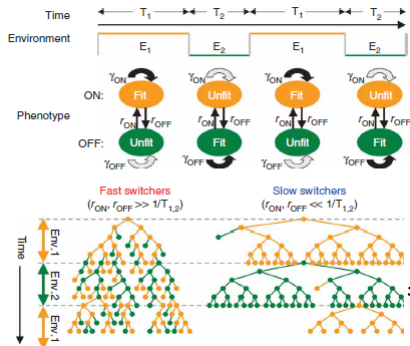 Time T1 T2 T1 T2
Environment E1 E2 E1 E2
γON γON γON γON
ON: Fit Unfit Fit Unfit
Phenotype rON rOFF rON rOFF rON rOFF rON rOFF
OFF: Unfit Fit Unfit Fit
γOFF γOFF γOFF γOFF
Fast switchers Slow switchers
(rON, rOFF >> 1/T1,2) (rON, rOFF << 1/T1,2)
Time
Env.1
Env.2
Env.1